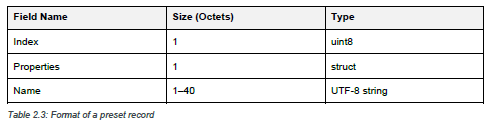 Field Name Size (Octets) Type
Index 1 uint8
Properties 1 struct
Name 1–40 UTF-8 string
Table 2.3: Format of a preset record